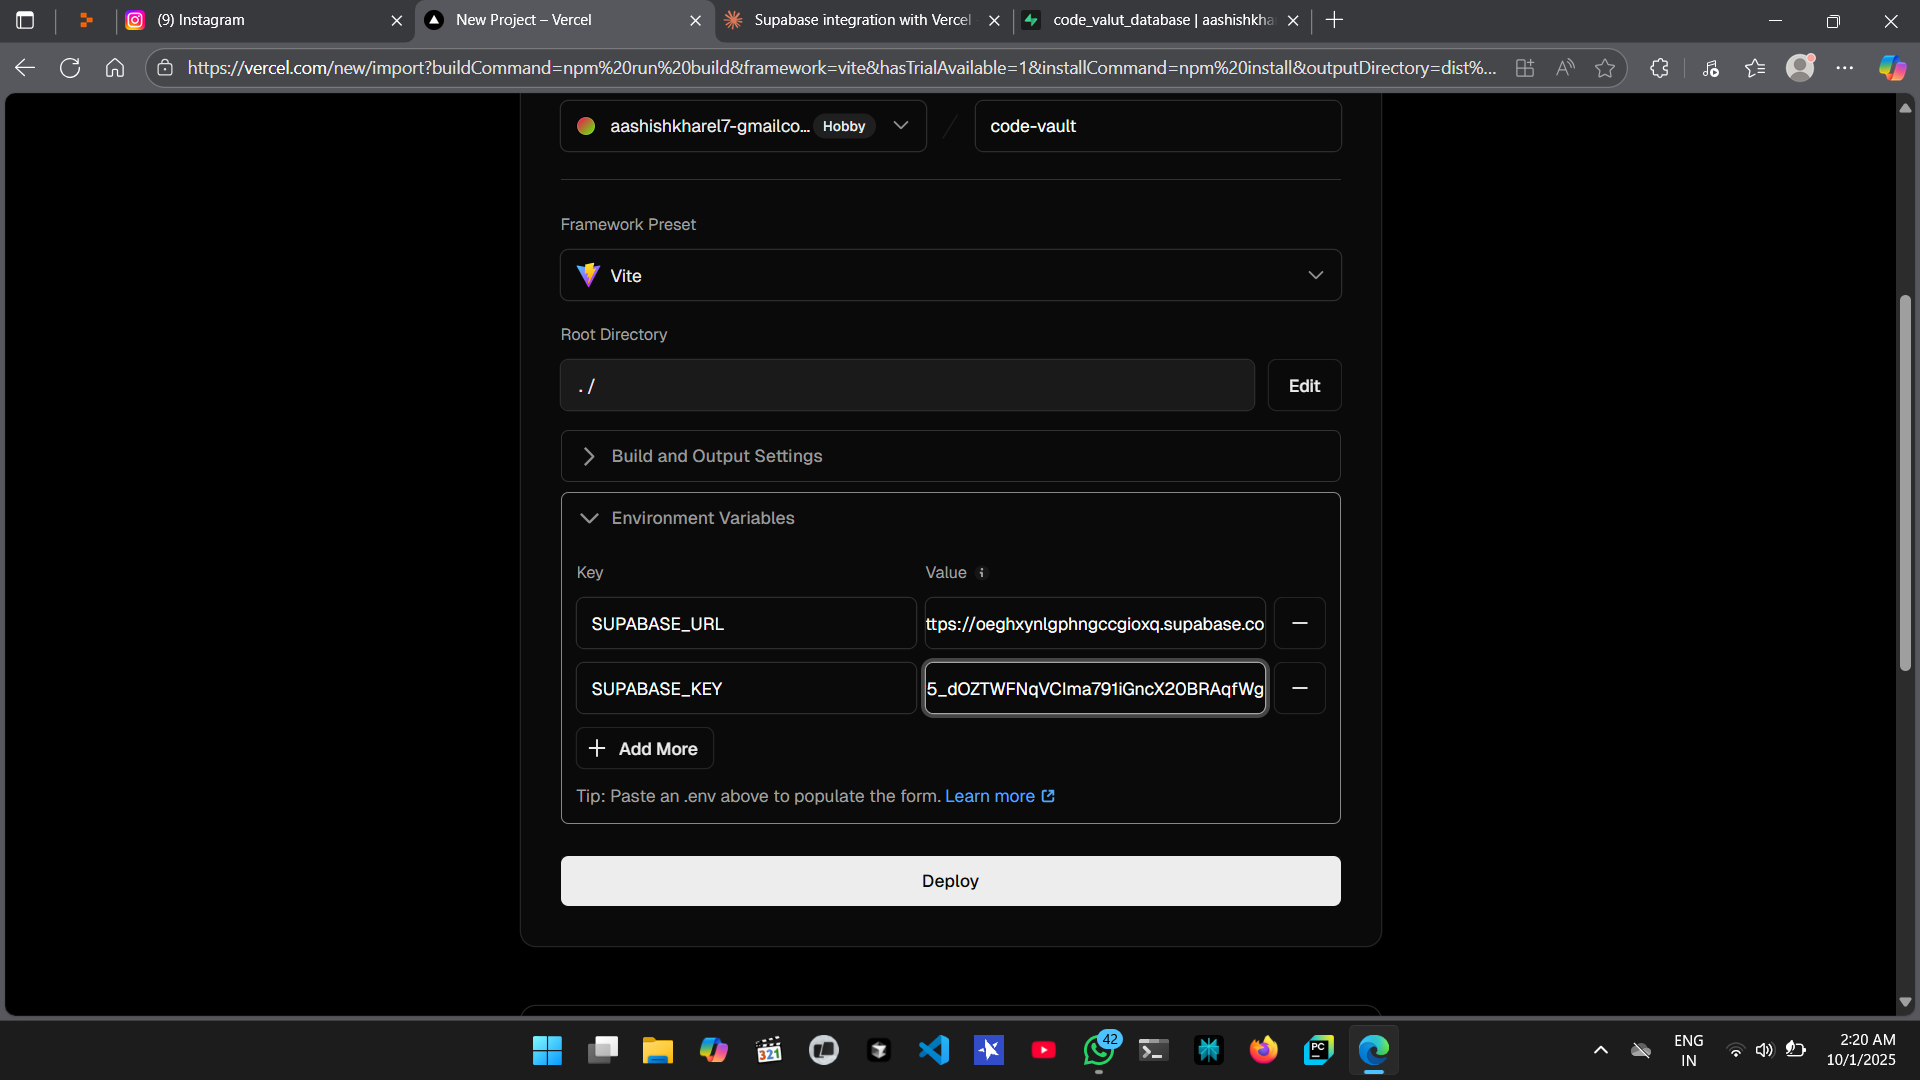 (9) Instagram
New Project – Vercel
Supabase integration with Vercel
code_valut_database | aashishkha
https://vercel.com/new/import?buildCommand=npm%20run%20build&framework=vite&hasTrialAvailable=1&installCommand=npm%20install&outputDirectory=dist%...
aashishkharel7-gmailco... Hobby
code-vault
Framework Preset
Vite
Root Directory
./
Edit
Build and Output Settings
Environment Variables
Key
Value
SUPABASE_URL
ttps://oeghxynlgphngccgioxq.supabase.co
SUPABASE_KEY
5_dOZTWFNqVCIma791iGncX20BRAqfWg
Add More
Tip: Paste an .env above to populate the form. Learn more
Deploy
321
42
PC
ENG
IN
2:20 AM
10/1/2025